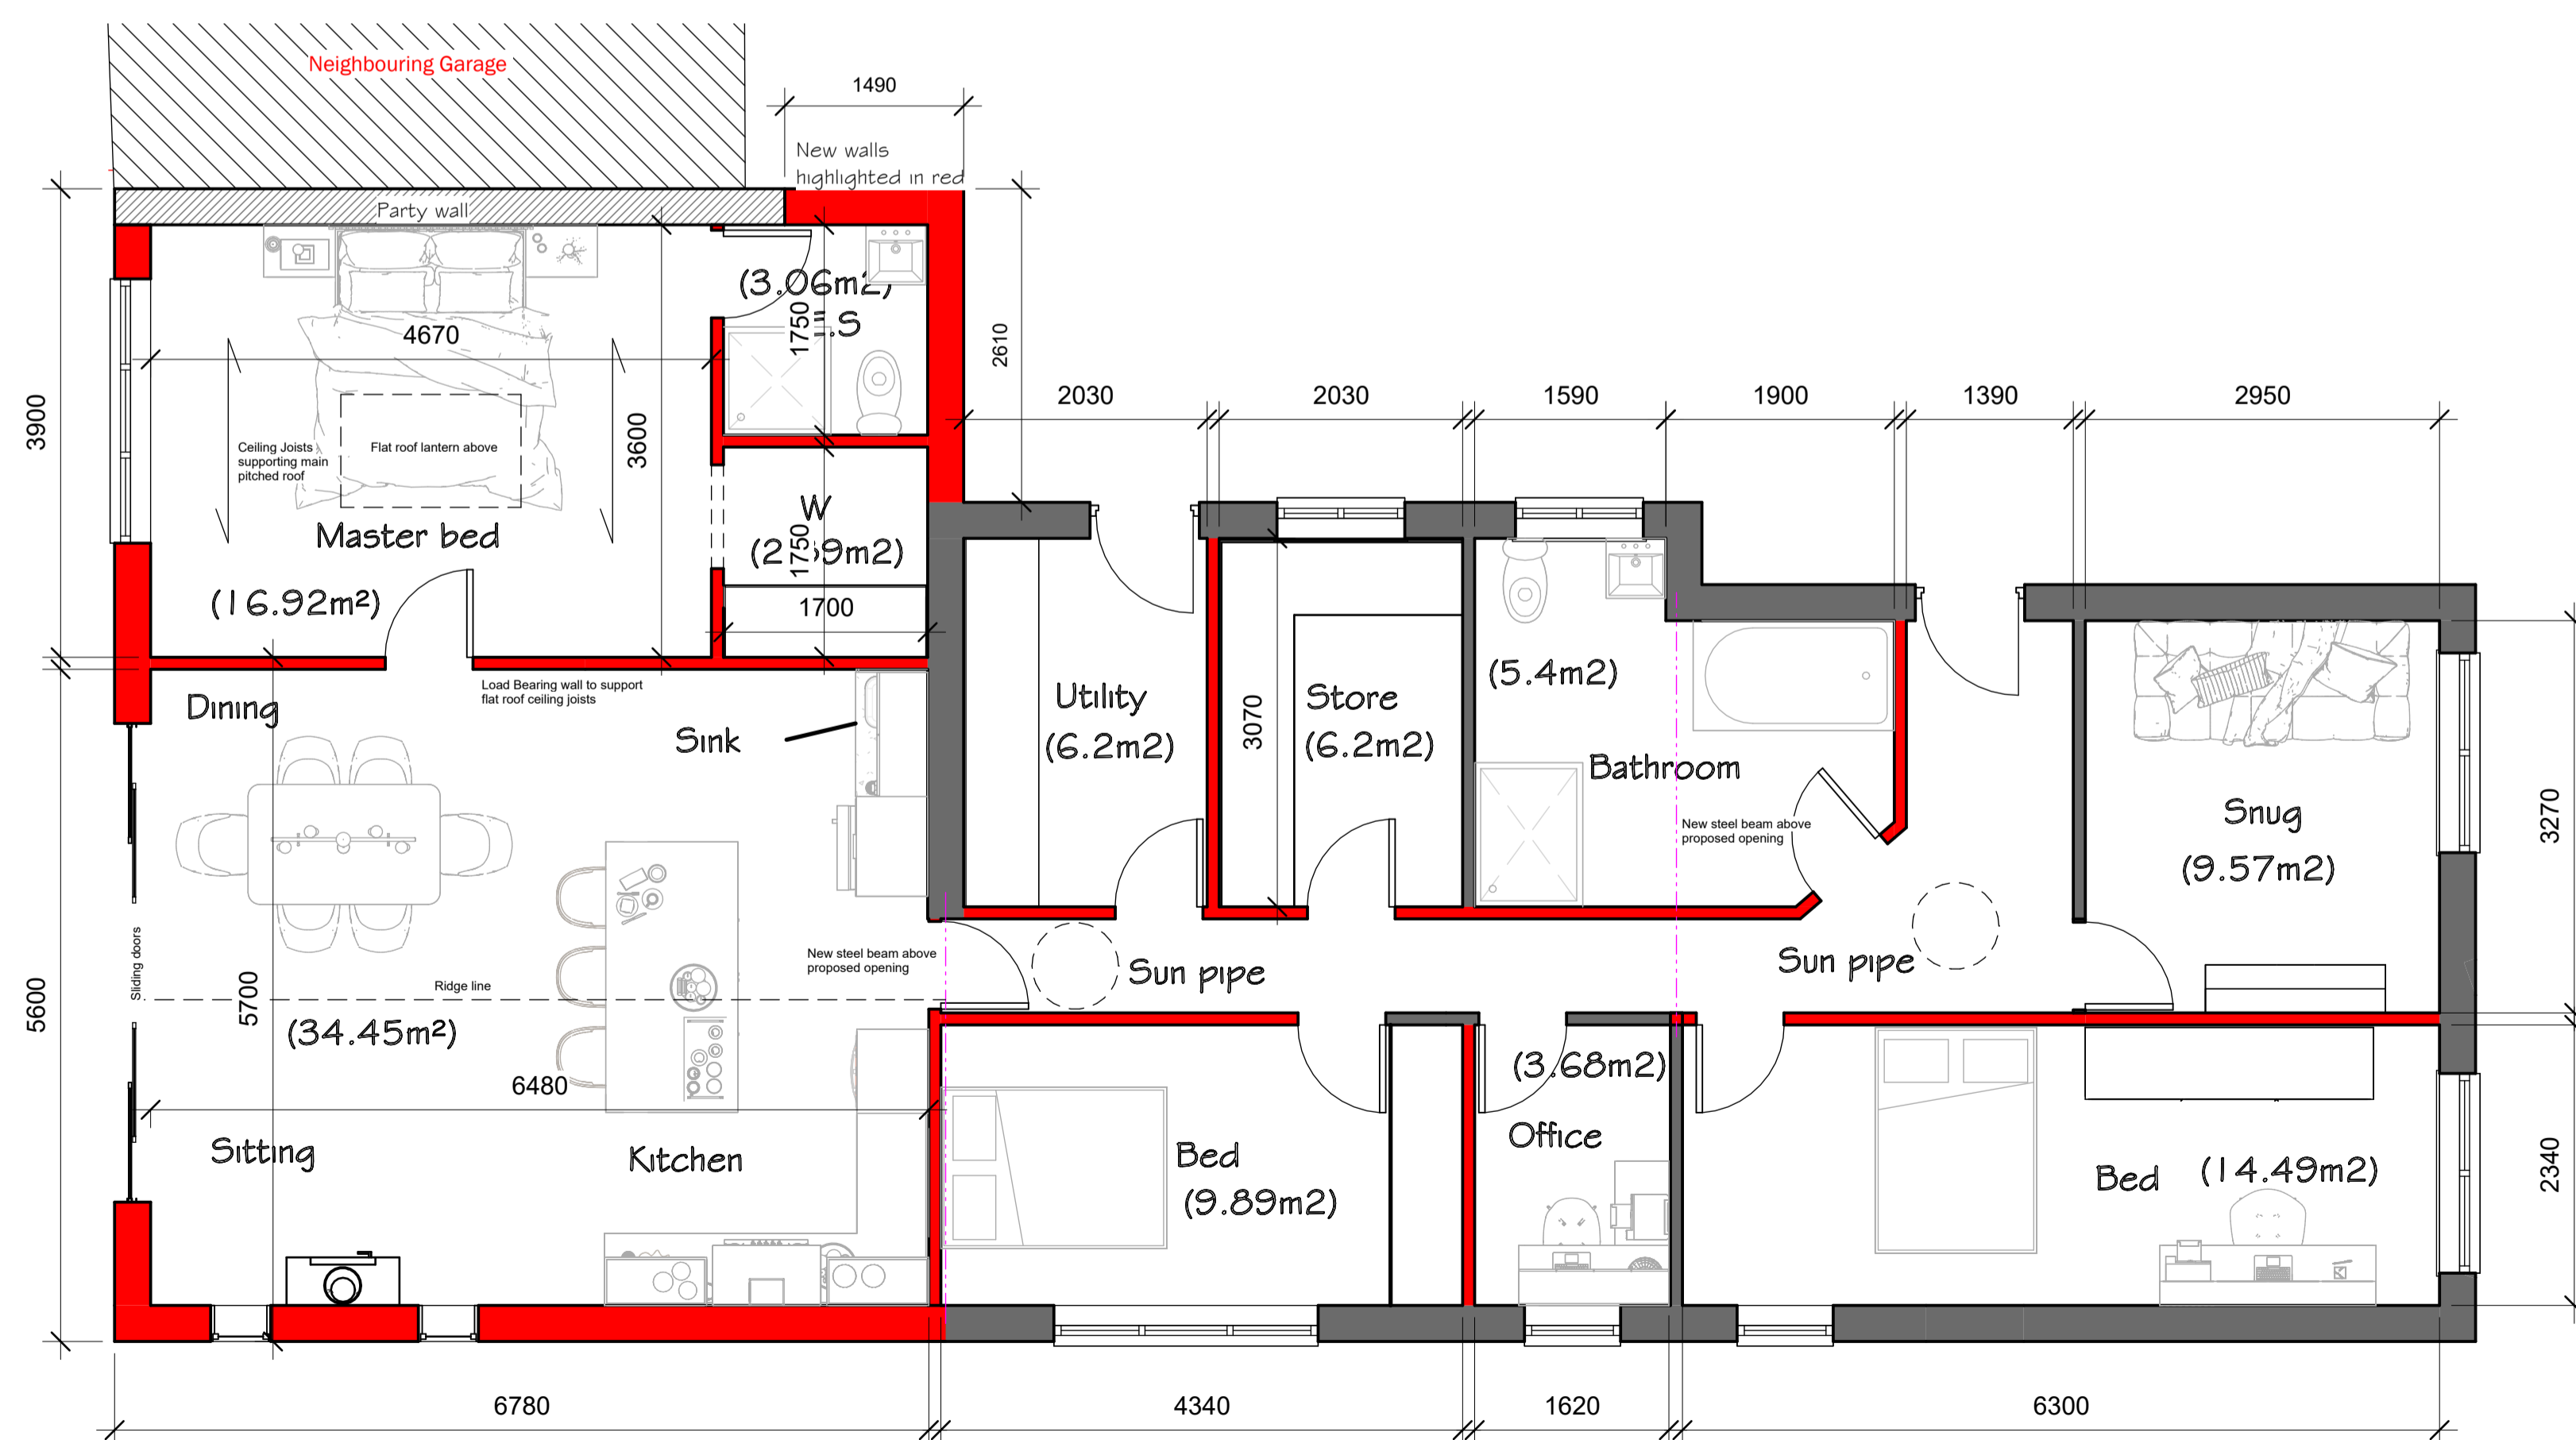 Neighbouring Garage
1490
New walls
highlighted in red
Party wall
(3.06m2)
E.S
1750
4670
2610
3900
3600
2030
2030
1590
1900
1390
2950
Ceiling Joists
supporting main
pitched roof
Flat roof lantern above
Master bed
(16.92m²)
W
1750
1700
Load Bearing wall to support
flat roof ceiling joists
Dining
Sink
Utility
(6.2m2)
3070
Store
(6.2m2)
(5.4m2)
Bathroom
New steel beam above
proposed opening
Snug
(9.57m2)
3270
Sliding doors
5600
5700
Ridge line
(34.45m²)
New steel beam above
proposed opening
Sun pipe
Sun pipe
6480
Sitting
Kitchen
Bed
(9.89m2)
(3.68m2)
Office
Bed (14.49m2)
2340
6780
4340
1620
6300